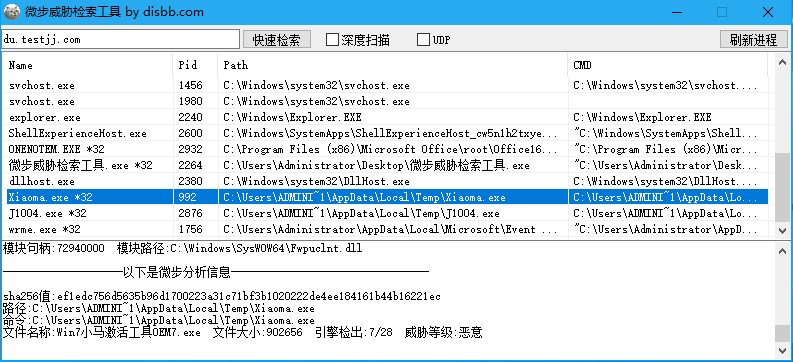 微步威胁检索工具 by disbb.com
du.testjj.com 快速检索 深度扫描 UDP 刷新进程
Name Pid Path CMD
svchost.exe 1456 C:\Windows\system32\svchost.exe C:\Windows\system32\svchost....
svchost.exe 1980 C:\Windows\system32\svchost.exe
explorer.exe 2240 C:\Windows\Explorer.EXE C:\Windows\Explorer.EXE
ShellExperienceHost.exe 2600 C:\Windows\SystemApps\ShellExperienceHost_cw5n1h2txye... "C:\Windows\SystemApps\Shell...
ONENOTEM.EXE *32 2932 C:\Program Files (x86)\Microsoft Office\root\Office16... "C:\Program Files (x86)\Micr...
微步威胁检索工具.exe *32 2264 C:\Users\Administrator\Desktop\微步威胁检索工具.exe "C:\Users\Administrator\Desk...
dllhost.exe 2380 C:\Windows\system32\DllHost.exe C:\Windows\system32\DllHost....
Xiaoma.exe *32 992 C:\Users\ADMINI~1\AppData\Local\Temp\Xiaoma.exe C:\Users\ADMINI~1\AppData\Lo...
J1004.exe *32 2876 C:\Users\ADMINI~1\AppData\Local\Temp\J1004.exe C:\Users\ADMINI~1\AppData\Lo...
wrme.exe *32 1756 C:\Users\Administrator\AppData\Local\Microsoft\Event ... "C:\Users\Administrator\AppD...
模块句柄:72940000 模块路径:C:\Windows\SysWOW64\Fwpuclnt.dll
以下是微步分析信息
sha256值:ef1edc756d5635b96d1700223a31c71bf3b1020222de4ee184161b44b16221ec
路径:C:\Users\ADMINI~1\AppData\Local\Temp\Xiaoma.exe
命令:C:\Users\ADMINI~1\AppData\Local\Temp\Xiaoma.exe
文件名称:Win7小马激活工具OEM7.exe 文件大小:902656 引擎检出:7/28 威胁等级:恶意